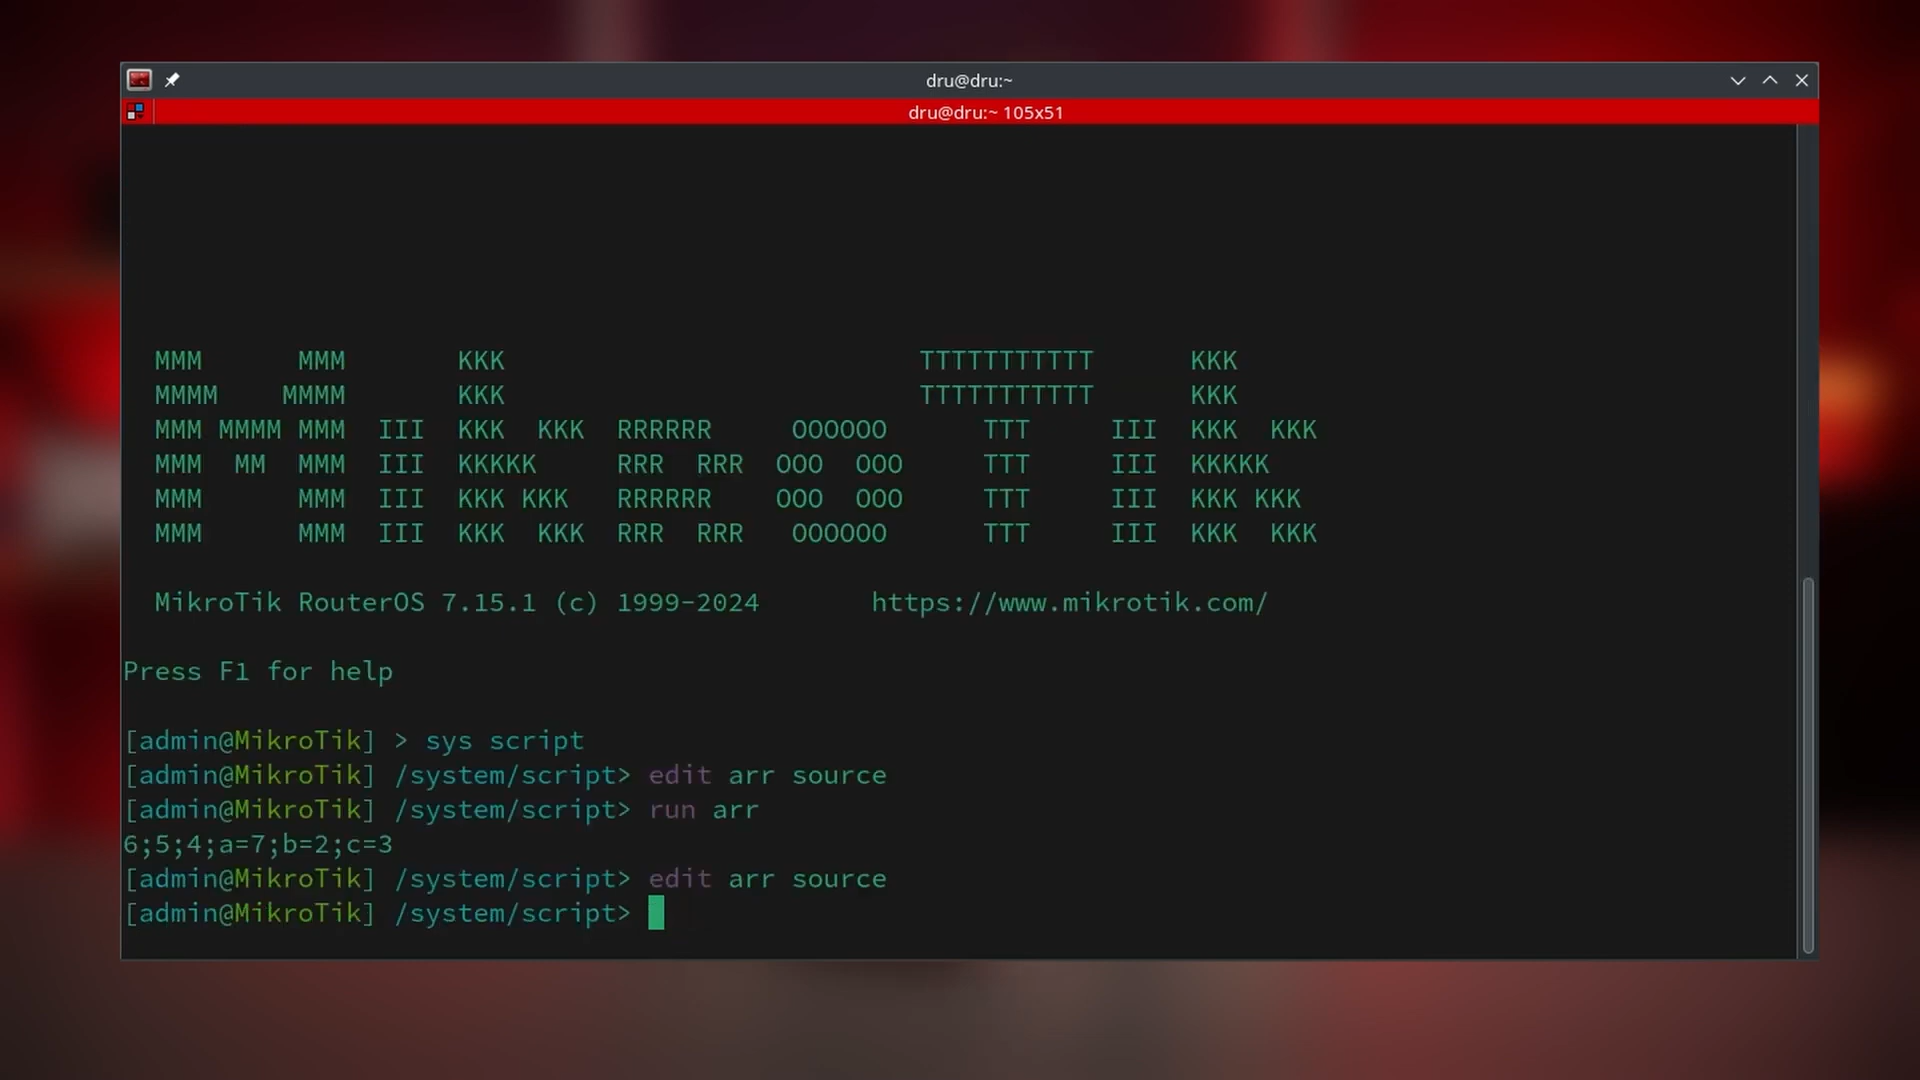 dru@dru:~
dru@dru:~ 105x51
MMM      MMM       KKK                          TTTTTTTTTTT      KKK
MMMM    MMMM       KKK                          TTTTTTTTTTT      KKK
MMM MMMM MMM  III  KKK  KKK  RRRRRR     OOOOOO      TTT     III  KKK  KKK
MMM  MM  MMM  III  KKKKK     RRR  RRR  OOO  OOO     TTT     III  KKKKK
MMM      MMM  III  KKK KKK   RRRRRR    OOO  OOO     TTT     III  KKK KKK
MMM      MMM  III  KKK  KKK  RRR  RRR   OOOOOO      TTT     III  KKK  KKK
MikroTik RouterOS 7.15.1 (c) 1999-2024       https://www.mikrotik.com/
Press F1 for help
[admin@MikroTik] > sys script
[admin@MikroTik] /system/script> edit arr source
[admin@MikroTik] /system/script> run arr
6;5;4;a=7;b=2;c=3
[admin@MikroTik] /system/script> edit arr source
[admin@MikroTik] /system/script>